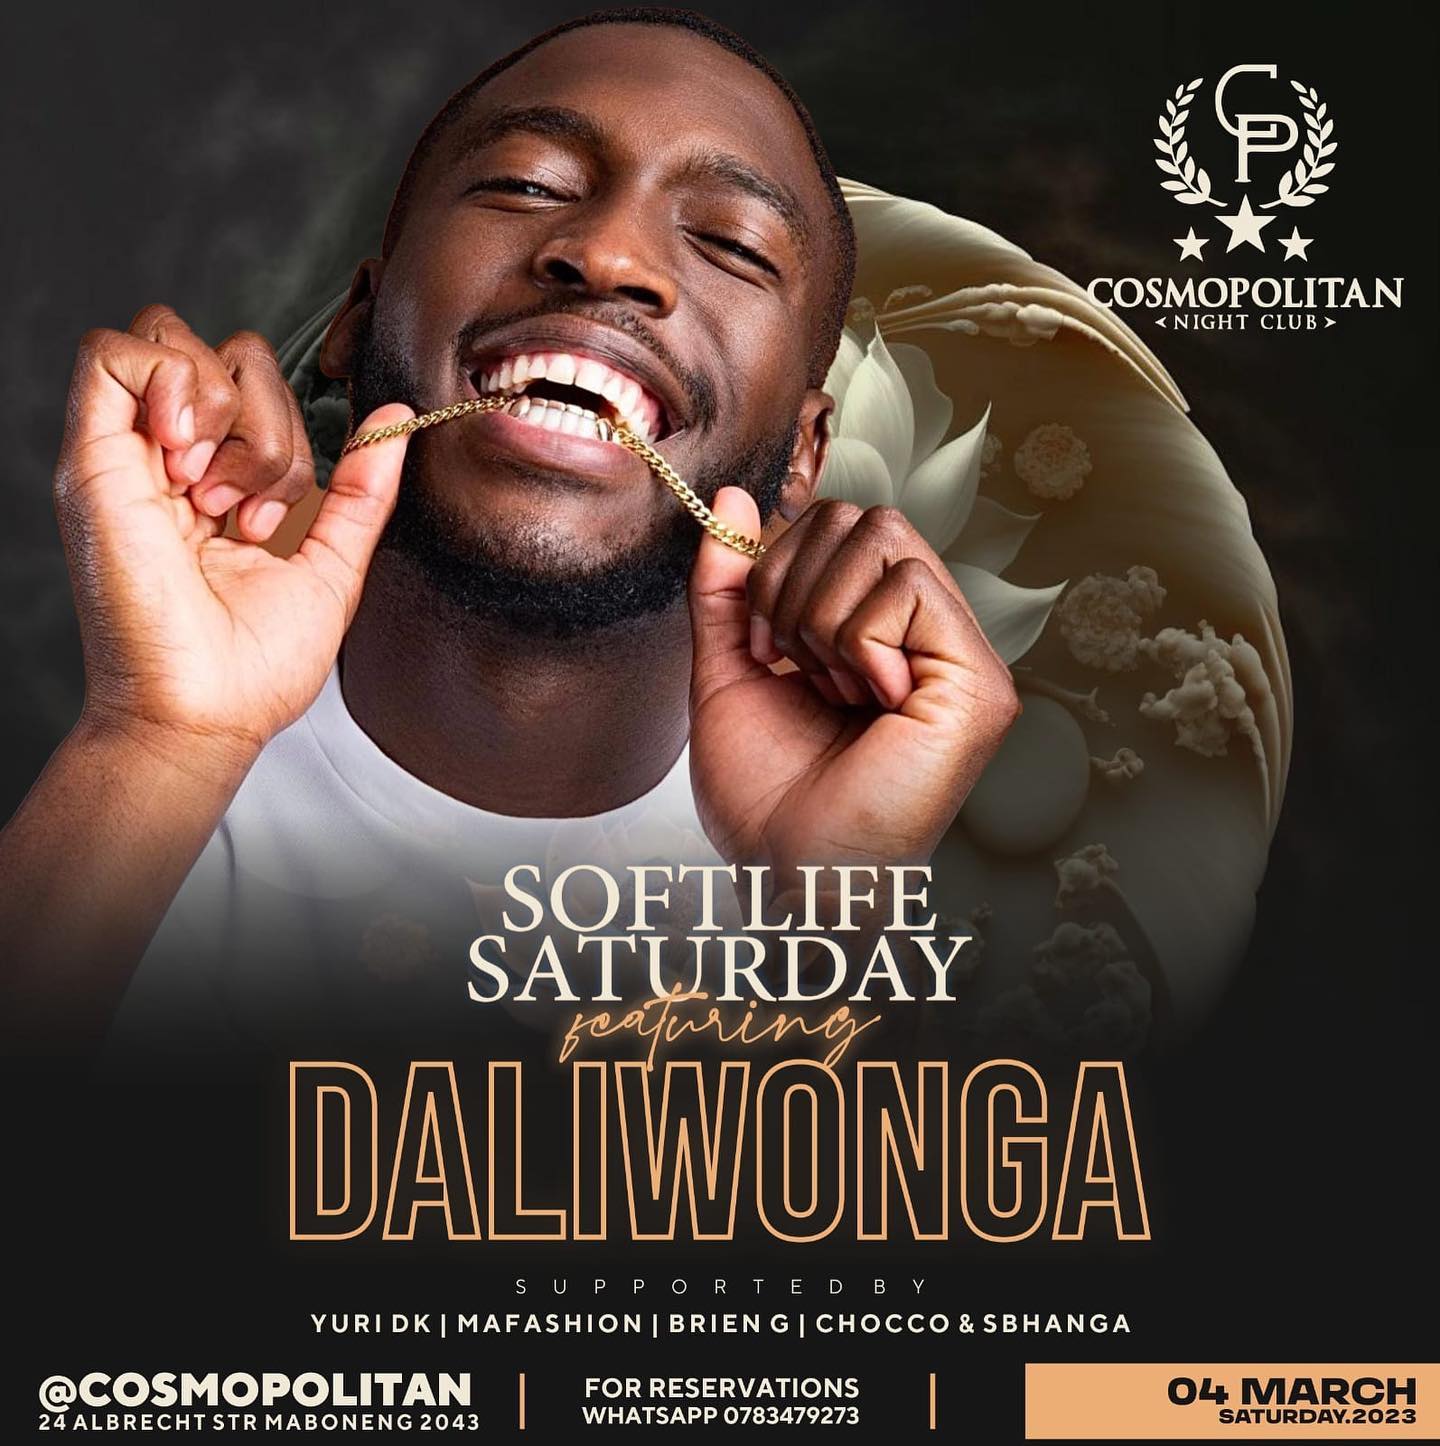 CP
COSMOPOLITAN
NIGHT CLUB
SOFTLIFE
SATURDAY
featuring
DALIWONGA
SUPPORTED BY
YURI DK | MAFASHION | BRIEN G | CHOCCO & SBHANGA
@COSMOPOLITAN
24 ALBRECHT STR MABONENG 2043
FOR RESERVATIONS
WHATSAPP 0783479273
04 MARCH
SATURDAY.2023